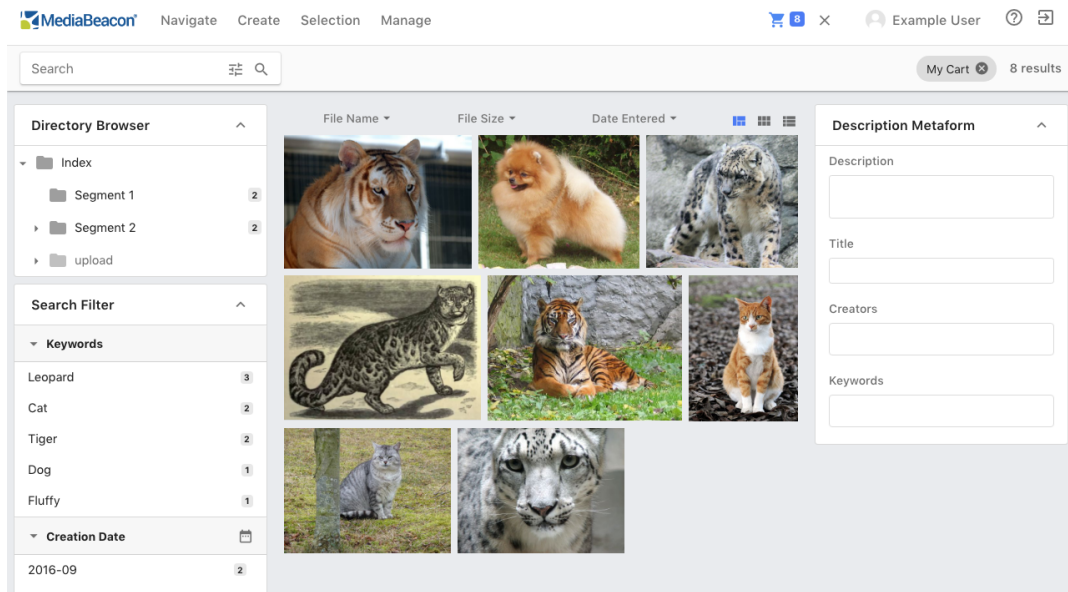 MediaBeacon®
Navigate
Create
Selection
Manage
8
Example User
Search
My Cart
8 results
Directory Browser
Index
Segment 1
2
Segment 2
2
upload
Search Filter
Keywords
Leopard
3
Cat
2
Tiger
2
Dog
1
Fluffy
1
Creation Date
2016-09
2
File Name
File Size
Date Entered
Description Metaform
Description
Title
Creators
Keywords